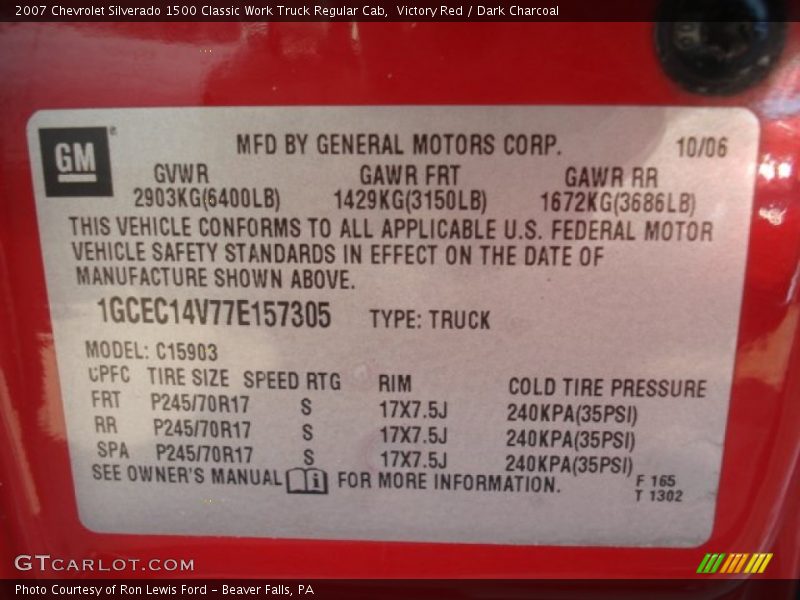 2007 Chevrolet Silverado 1500 Classic Work Truck Regular Cab,  Victory Red / Dark Charcoal
GM®
MFD BY GENERAL MOTORS CORP. 10/06
GVWR GAWR FRT GAWR RR
2903KG(6400LB) 1429KG(3150LB) 1672KG(3686LB)
THIS VEHICLE CONFORMS TO ALL APPLICABLE U.S. FEDERAL MOTOR
VEHICLE SAFETY STANDARDS IN EFFECT ON THE DATE OF
MANUFACTURE SHOWN ABOVE.
1GCEC14V77E157305 TYPE: TRUCK
MODEL: C15903
CPFC TIRE SIZE SPEED RTG RIM COLD TIRE PRESSURE
FRT P245/70R17 S 17X7.5J 240KPA(35PSI)
RR P245/70R17 S 17X7.5J 240KPA(35PSI)
SPA P245/70R17 S 17X7.5J 240KPA(35PSI)
SEE OWNER'S MANUAL i FOR MORE INFORMATION.
F 165
T 1302
GTCARLOT.COM
Photo Courtesy of Ron Lewis Ford - Beaver Falls, PA